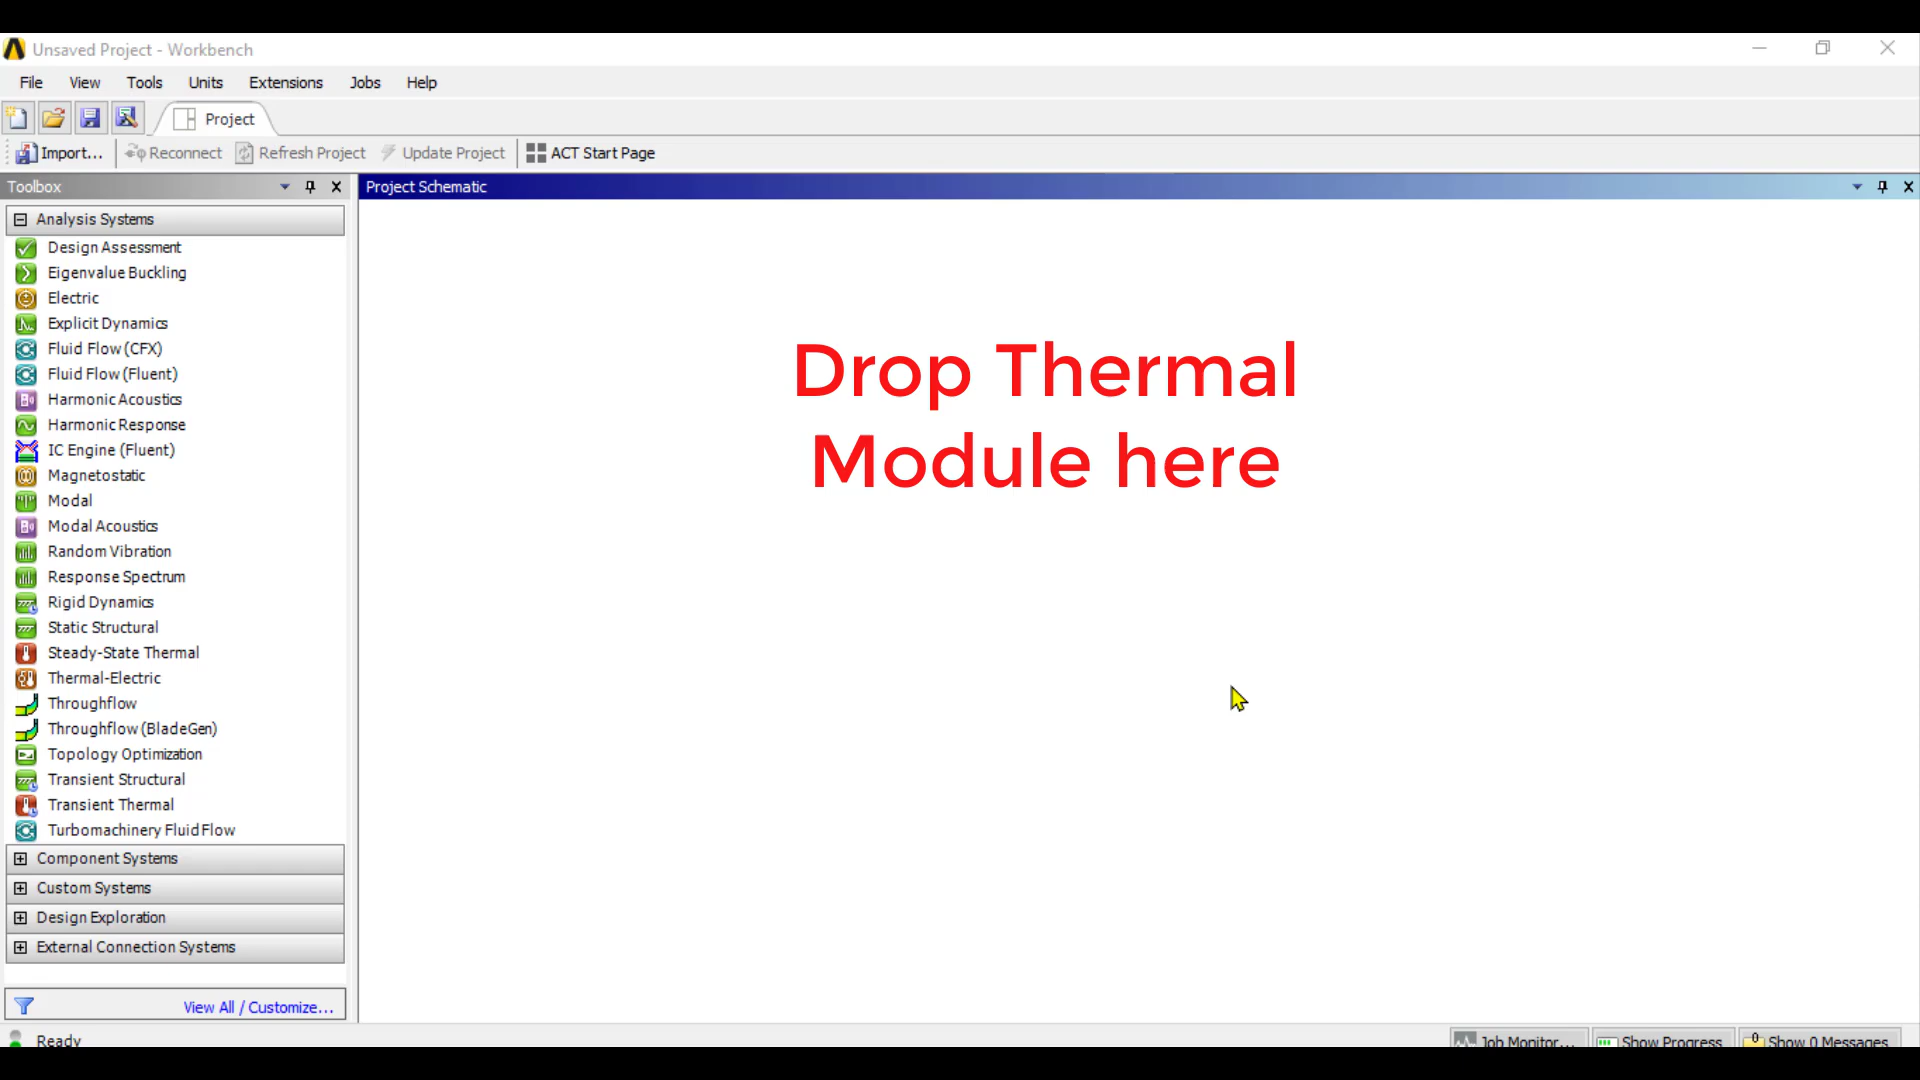 Unsaved Project - Workbench
File View Tools Units Extensions Jobs Help
Project
Import... Reconnect Refresh Project Update Project ACT Start Page
Toolbox
Project Schematic
Analysis Systems
Design Assessment
Eigenvalue Buckling
Electric
Explicit Dynamics
Fluid Flow (CFX)
Fluid Flow (Fluent)
Harmonic Acoustics
Harmonic Response
IC Engine (Fluent)
Magnetostatic
Modal
Modal Acoustics
Random Vibration
Response Spectrum
Rigid Dynamics
Static Structural
Steady-State Thermal
Thermal-Electric
Throughflow
Throughflow (BladeGen)
Topology Optimization
Transient Structural
Transient Thermal
Turbomachinery Fluid Flow
Component Systems
Custom Systems
Design Exploration
External Connection Systems
View All / Customize...
Drop Thermal
Module here
Ready
Job Monitor... Show Progress Show 0 Messages